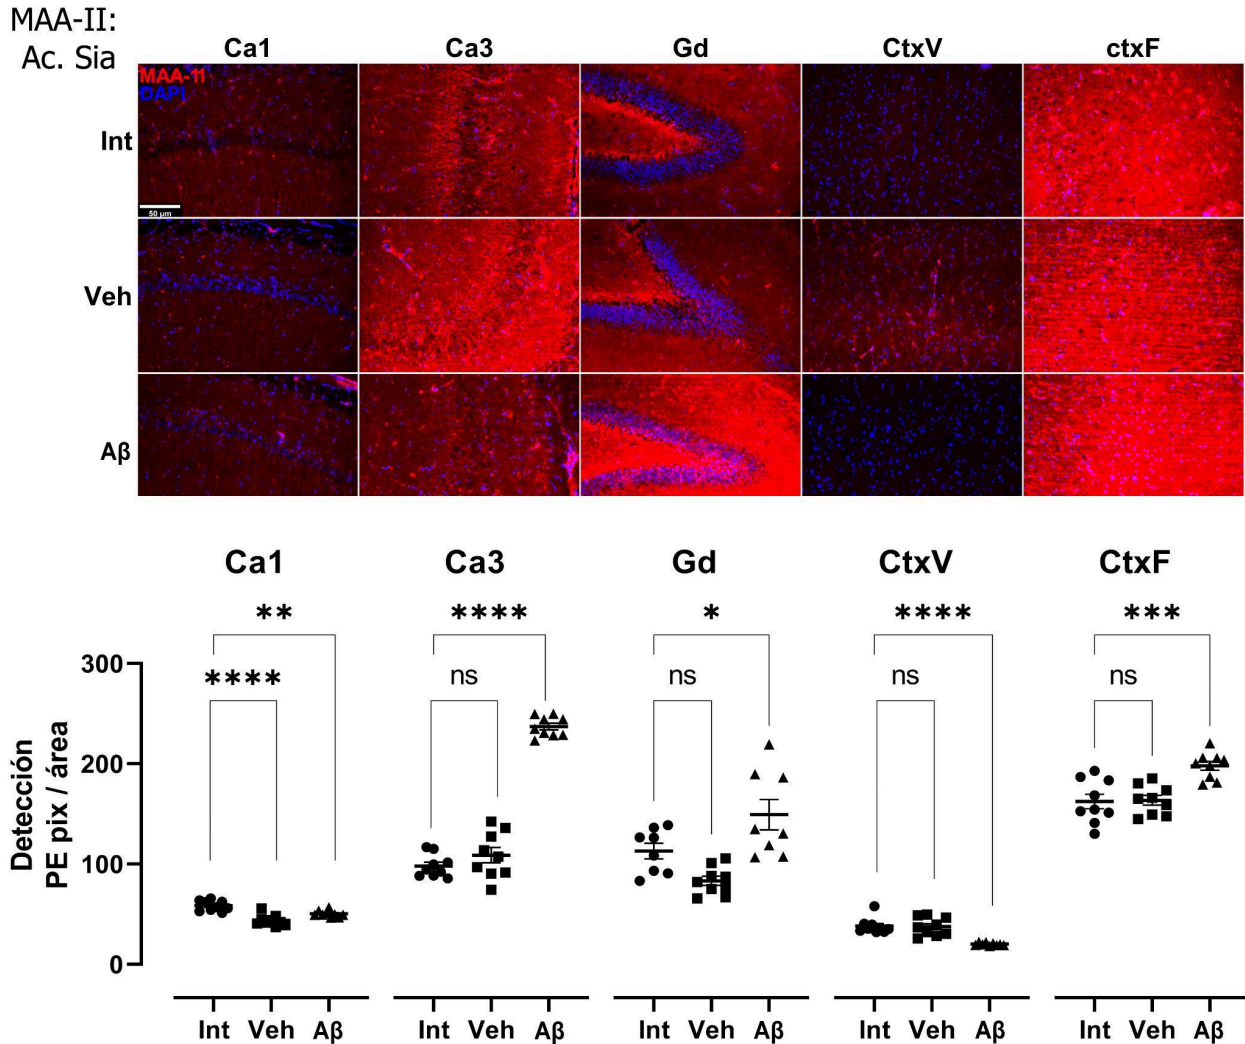 MAA-II:
Ac. Sia
Ca1 Ca3 Gd CtxV ctxF
MAA-11
DAPI
Int
50 µm
Veh
Aβ
Ca1 Ca3 Gd CtxV CtxF
** **** * **** ***
**** ns ns ns ns
300
200
100
0
Detección
PE pix / área
Int Veh Aβ Int Veh Aβ Int Veh Aβ Int Veh Aβ Int Veh Aβ